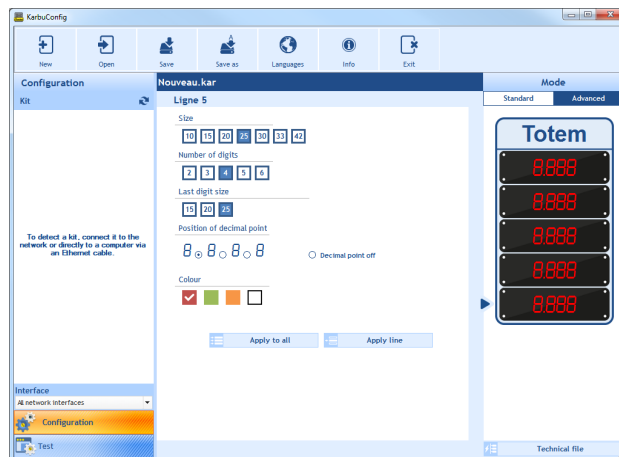 KarbuConfig
New
Open
Save
Save as
Languages
Info
Exit
Configuration
Kit
To detect a kit, connect it to the
network or directly to a computer via
an Ethernet cable.
Interface
All network interfaces
Configuration
Test
Nouveau.kar
Ligne 5
Size
10 15 20 25 30 33 42
Number of digits
2 3 4 5 6
Last digit size
15 20 25
Position of decimal point
8 8 8 8
Decimal point off
Colour
Apply to all
Apply line
Mode
Standard
Advanced
Totem
8.888
8.888
8.888
8.888
8.888
Technical file